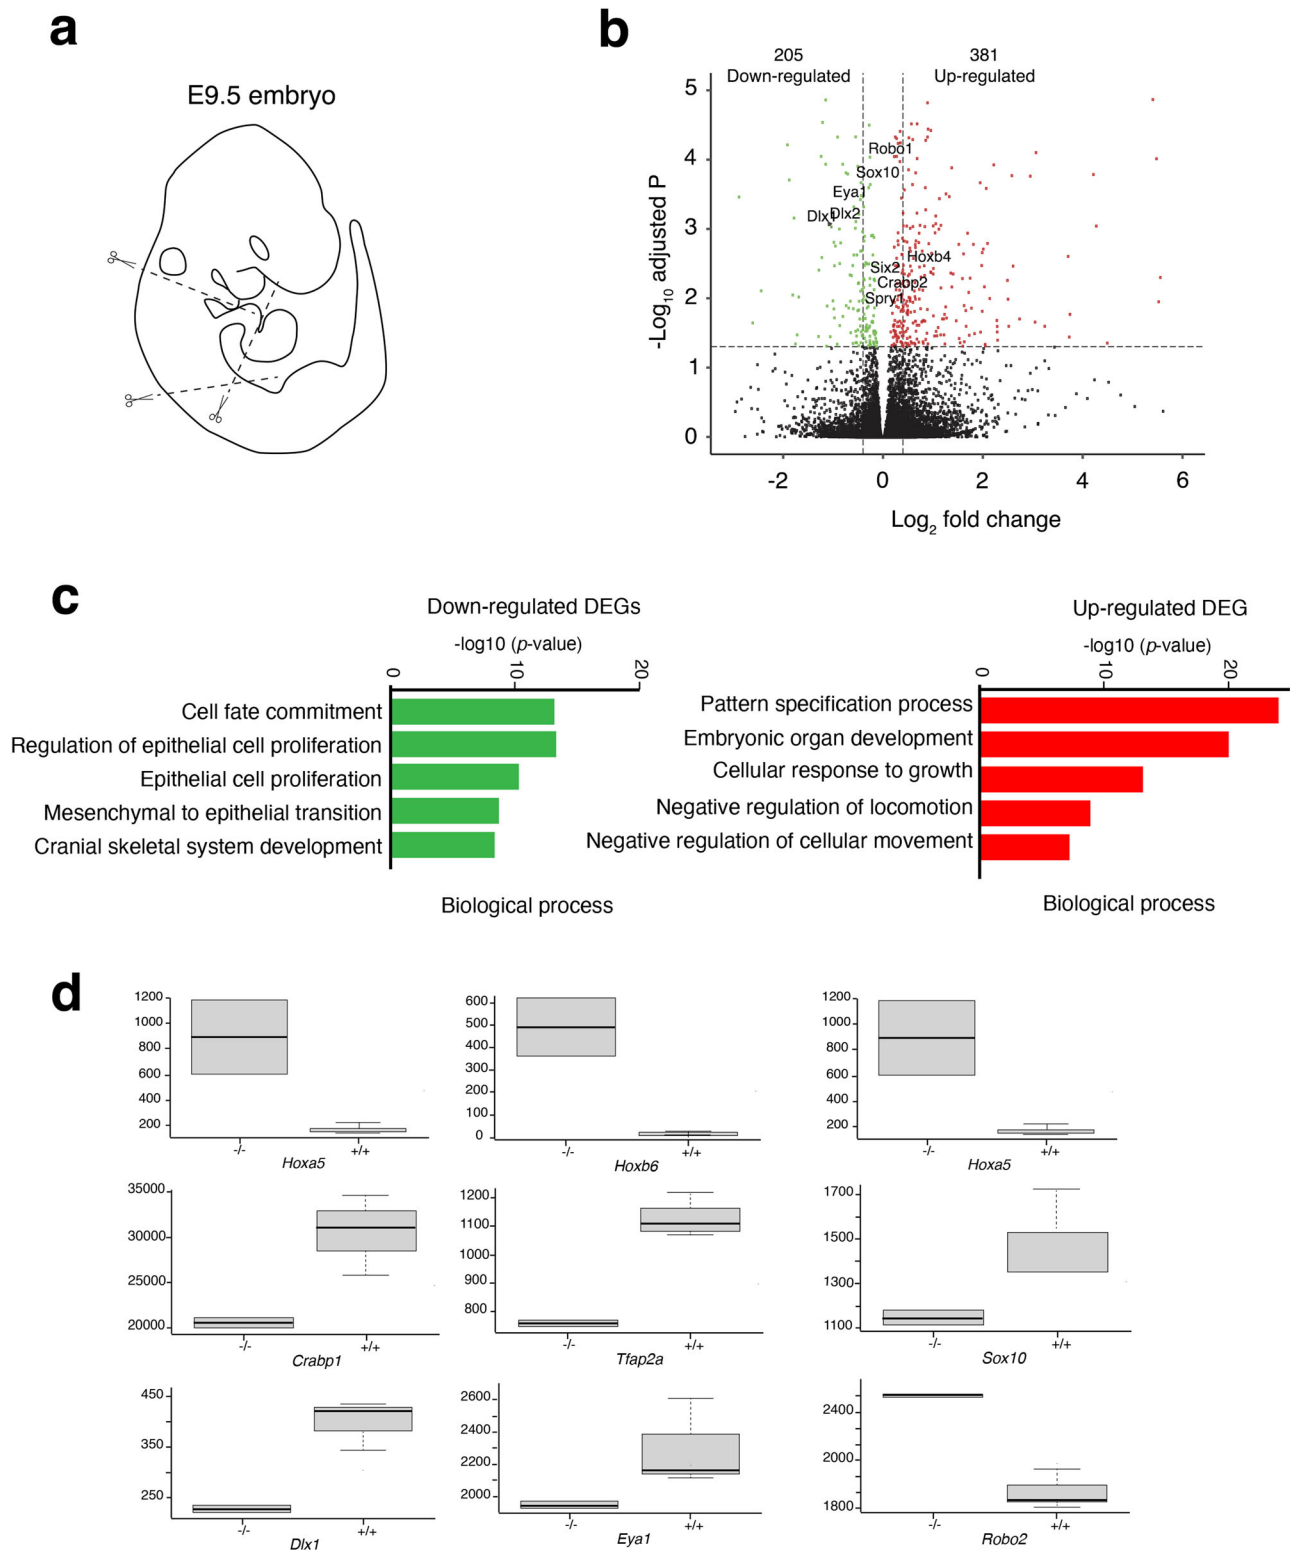 a
E9.5 embryo
b
205
Down-regulated
381
Up-regulated
5
4
3
2
1
0
-Log10 adjusted P
Robo1
Sox10
Eya1
Dlx1
Dlx2
Hoxb4
Six2
Crabp2
Spry1
-2
0
2
4
6
Log2 fold change
c
Down-regulated DEGs
-log10 (p-value)
0
10
20
Cell fate commitment
Regulation of epithelial cell proliferation
Epithelial cell proliferation
Mesenchymal to epithelial transition
Cranial skeletal system development
Biological process
Up-regulated DEG
-log10 (p-value)
0
10
20
Pattern specification process
Embryonic organ development
Cellular response to growth
Negative regulation of locomotion
Negative regulation of cellular movement
Biological process
d
1200
1000
800
600
400
200
-/-
+/+
Hoxa5
600
500
400
300
200
100
0
-/-
+/+
Hoxb6
1200
1000
800
600
400
200
-/-
+/+
Hoxa5
35000
30000
25000
20000
-/-
+/+
Crabp1
1200
1100
1000
900
800
-/-
+/+
Tfap2a
1700
1500
1300
1100
-/-
+/+
Sox10
450
350
250
-/-
+/+
Dlx1
2600
2400
2200
2000
-/-
+/+
Eya1
2400
2000
1800
-/-
+/+
Robo2